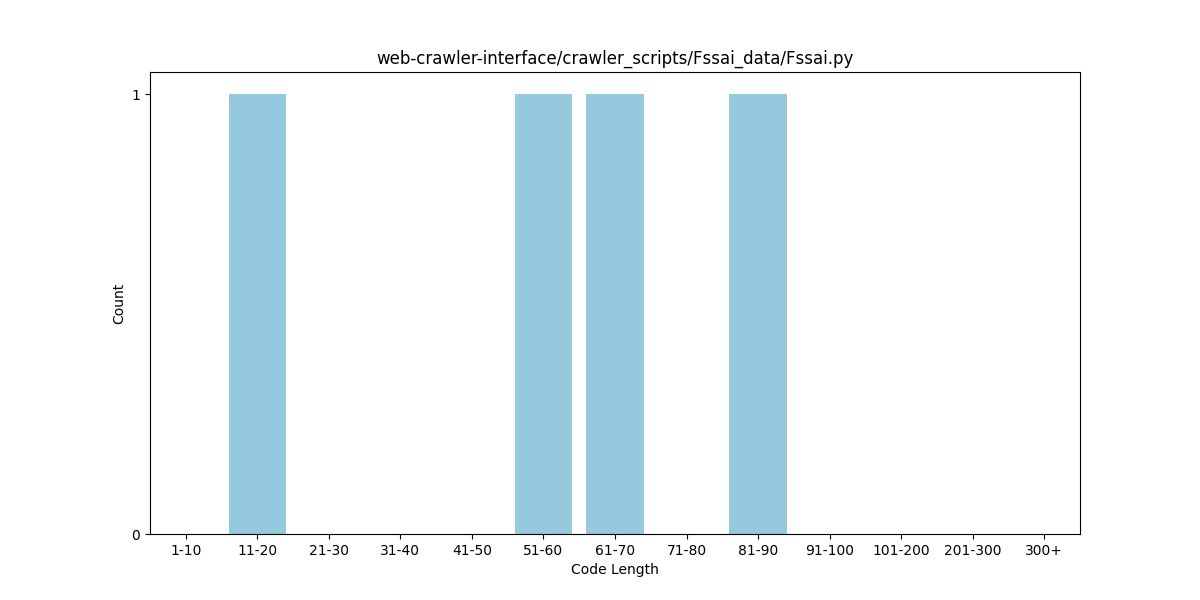 web-crawler-interface/crawler_scripts/Fssai_data/Fssai.py
1
Count
0
1-10 11-20 21-30 31-40 41-50 51-60 61-70 71-80 81-90 91-100 101-200 201-300 300+
Code Length